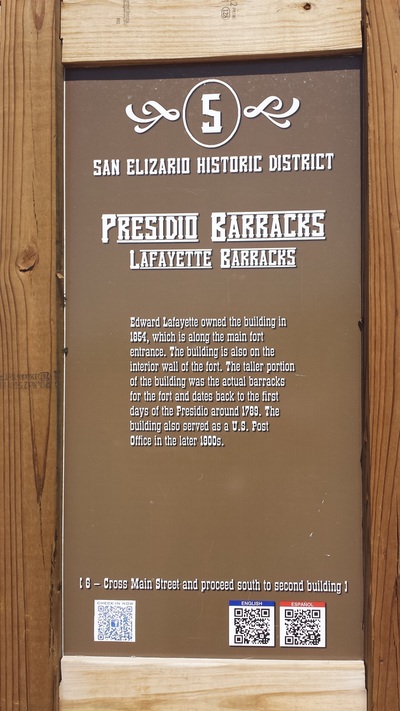 5
SAN ELIZARIO HISTORIC DISTRICT
PRESIDIO BARRACKS
LAFAYETTE BARRACKS
Edward Lafayette owned the building in
1854, which is along the main fort
entrance. The building is also on the
interior wall of the fort. The taller portion
of the building was the actual barracks
for the fort and dates back to the first
days of the Presidio around 1789. The
building also served as a U.S. Post
Office in the later 1900s.
[ 6 – Cross Main Street and proceed south to second building ]
CHECK-IN NOW
ENGLISH
ESPAÑOL